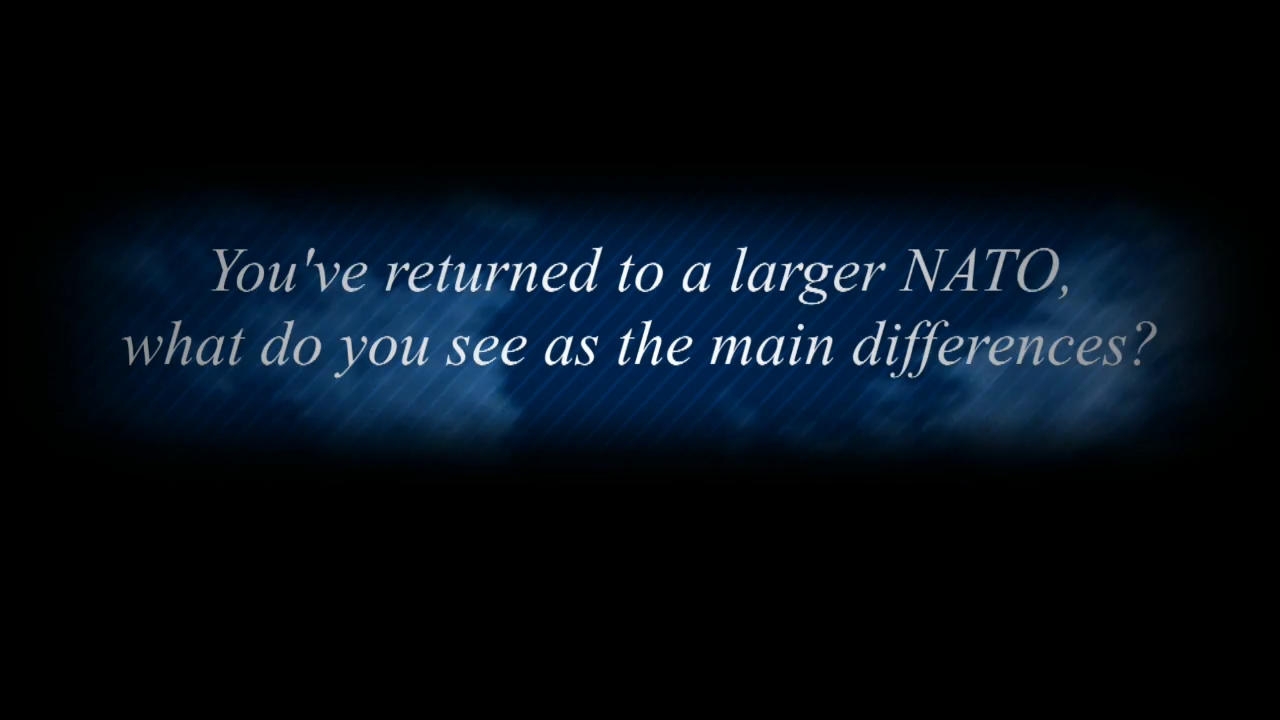 You've returned to a larger NATO,
what do you see as the main differences?